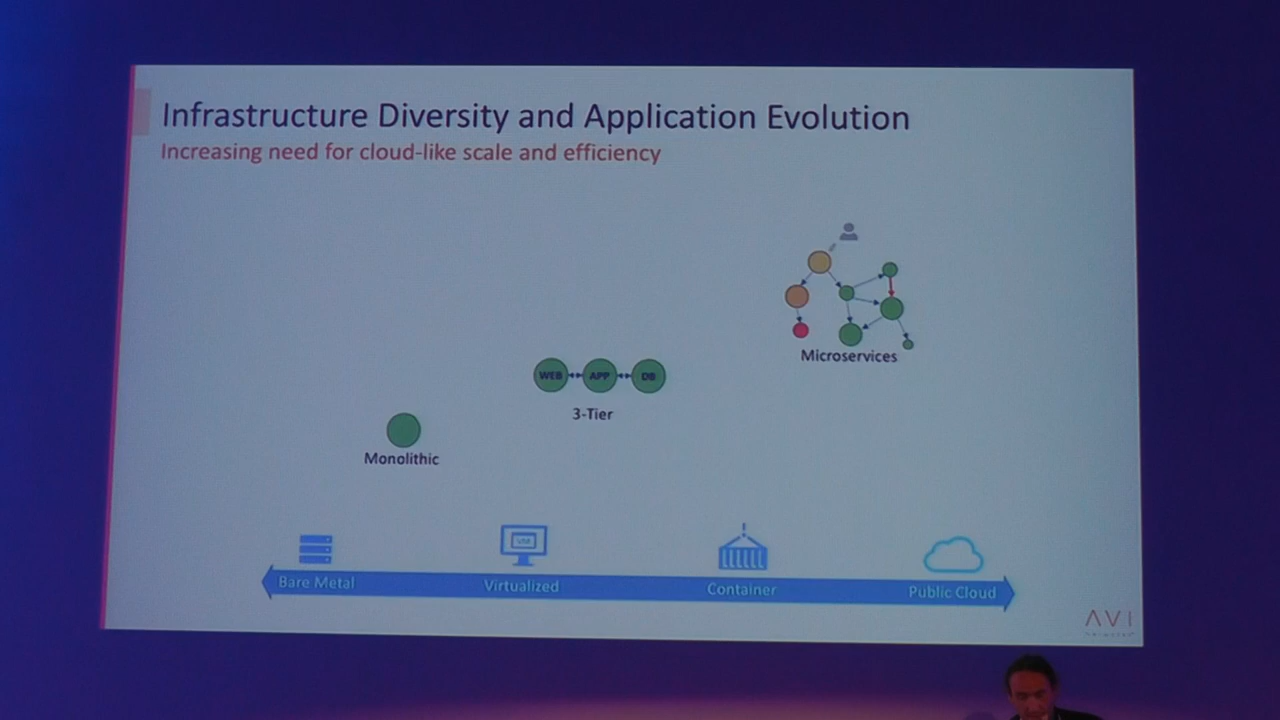 Infrastructure Diversity and Application Evolution
Increasing need for cloud-like scale and efficiency
Microservices
WEB APP DB
3-Tier
Monolithic
Bare Metal Virtualized Container Public Cloud
AVI